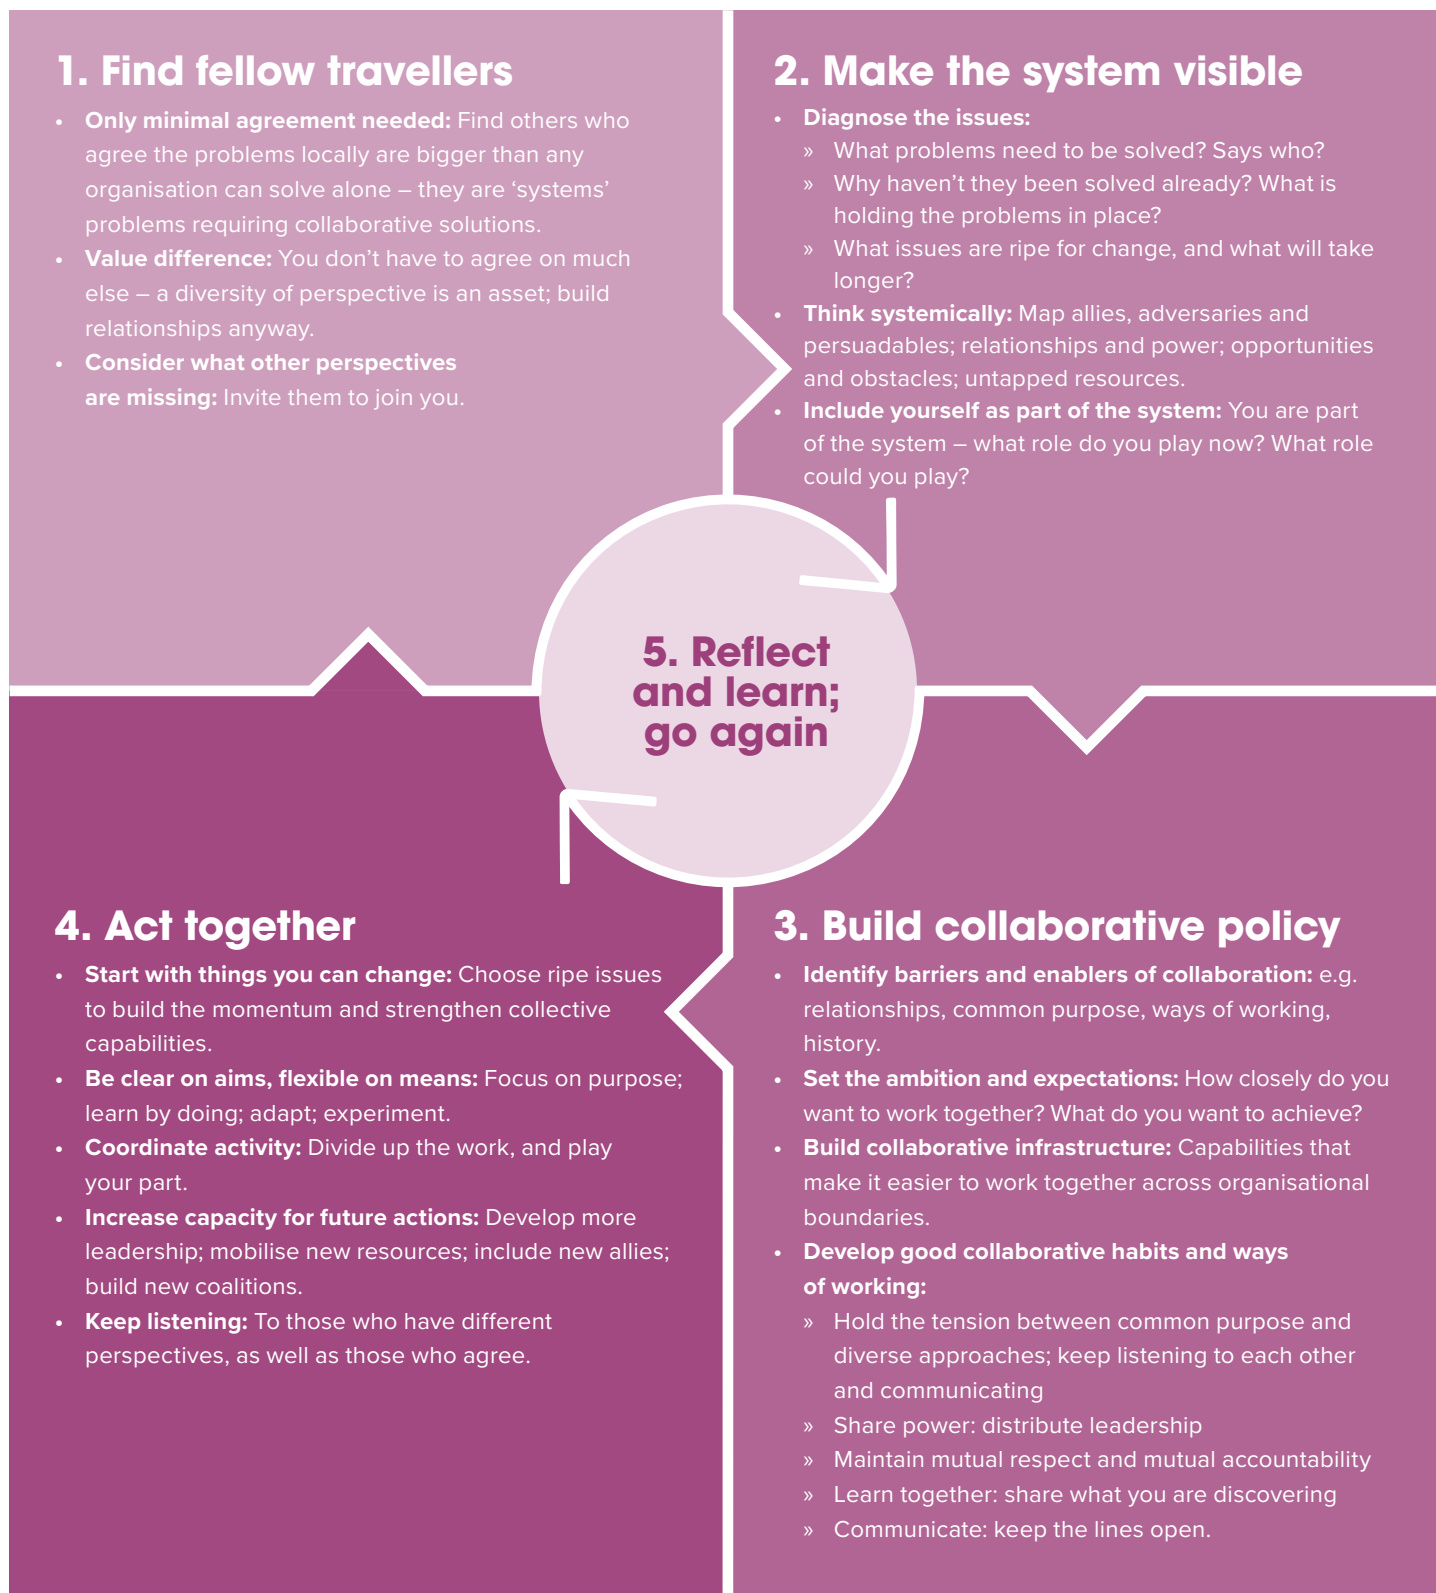 1. Find fellow travellers
• Only minimal agreement needed: Find others who
agree the problems locally are bigger than any
organisation can solve alone – they are ‘systems’
problems requiring collaborative solutions.
• Value difference: You don’t have to agree on much
else – a diversity of perspective is an asset; build
relationships anyway.
• Consider what other perspectives
are missing: Invite them to join you.
2. Make the system visible
• Diagnose the issues:
» What problems need to be solved? Says who?
» Why haven’t they been solved already? What is
holding the problems in place?
» What issues are ripe for change, and what will take
longer?
• Think systemically: Map allies, adversaries and
persuadables; relationships and power; opportunities
and obstacles; untapped resources.
• Include yourself as part of the system: You are part
of the system – what role do you play now? What role
could you play?
3. Build collaborative policy
• Identify barriers and enablers of collaboration: e.g.
relationships, common purpose, ways of working,
history.
• Set the ambition and expectations: How closely do you
want to work together? What do you want to achieve?
• Build collaborative infrastructure: Capabilities that
make it easier to work together across organisational
boundaries.
• Develop good collaborative habits and ways
of working:
» Hold the tension between common purpose and
diverse approaches; keep listening to each other
and communicating
» Share power: distribute leadership
» Maintain mutual respect and mutual accountability
» Learn together: share what you are discovering
» Communicate: keep the lines open.
4. Act together
• Start with things you can change: Choose ripe issues
to build the momentum and strengthen collective
capabilities.
• Be clear on aims, flexible on means: Focus on purpose;
learn by doing; adapt; experiment.
• Coordinate activity: Divide up the work, and play
your part.
• Increase capacity for future actions: Develop more
leadership; mobilise new resources; include new allies;
build new coalitions.
• Keep listening: To those who have different
perspectives, as well as those who agree.
5. Reflect
and learn;
go again